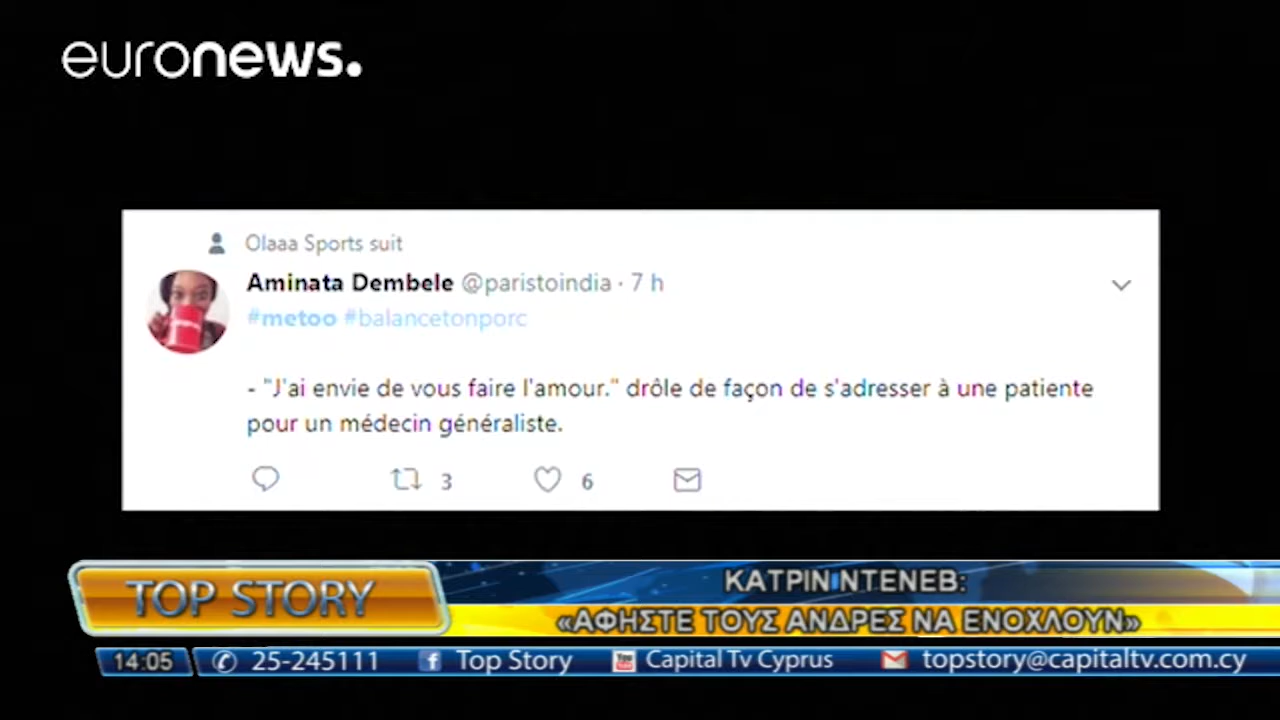 euronews.
Olaaa Sports suit
Aminata Dembele @paristoindia · 7 h
#metoo #balancetonporc
- "J'ai envie de vous faire l'amour." drôle de façon de s'adresser à une patiente
pour un médecin généraliste.
3 6
TOP STORY
ΚΑΤΡΙΝ ΝΤΕΝΕΒ:
«ΑΦΗΣΤΕ ΤΟΥΣ ΑΝΔΡΕΣ ΝΑ ΕΝΟΧΛΟΥΝ»
14:05 25-245111 Top Story Capital Tv Cyprus topstory@capitaltv.com.cy